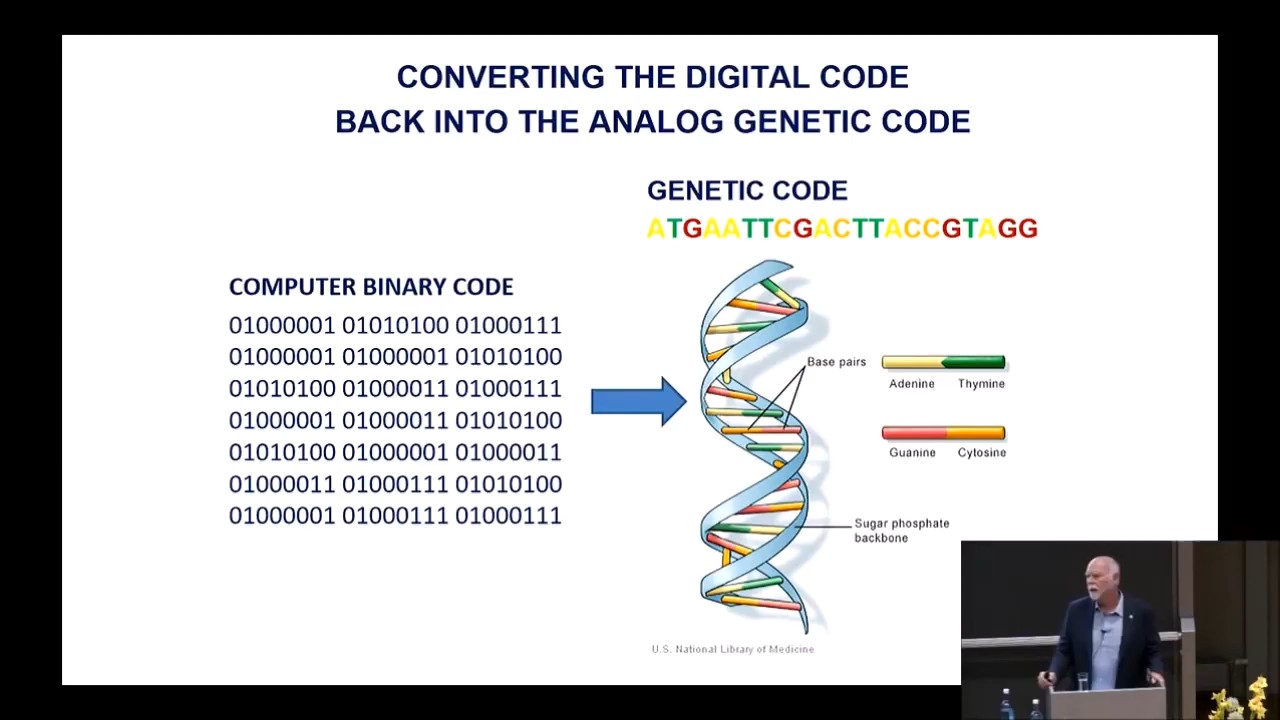 CONVERTING THE DIGITAL CODE
BACK INTO THE ANALOG GENETIC CODE
GENETIC CODE
ATGAATTCGACTTACCGTAGG
COMPUTER BINARY CODE
01000001 01010100 01000111
01000001 01000001 01010100
01010100 01000011 01000111
01000001 01000011 01010100
01010100 01000001 01000011
01000011 01000111 01010100
01000001 01000111 01000111
Base pairs
Adenine Thymine
Guanine Cytosine
Sugar phosphate
backbone
U.S. National Library of Medicine